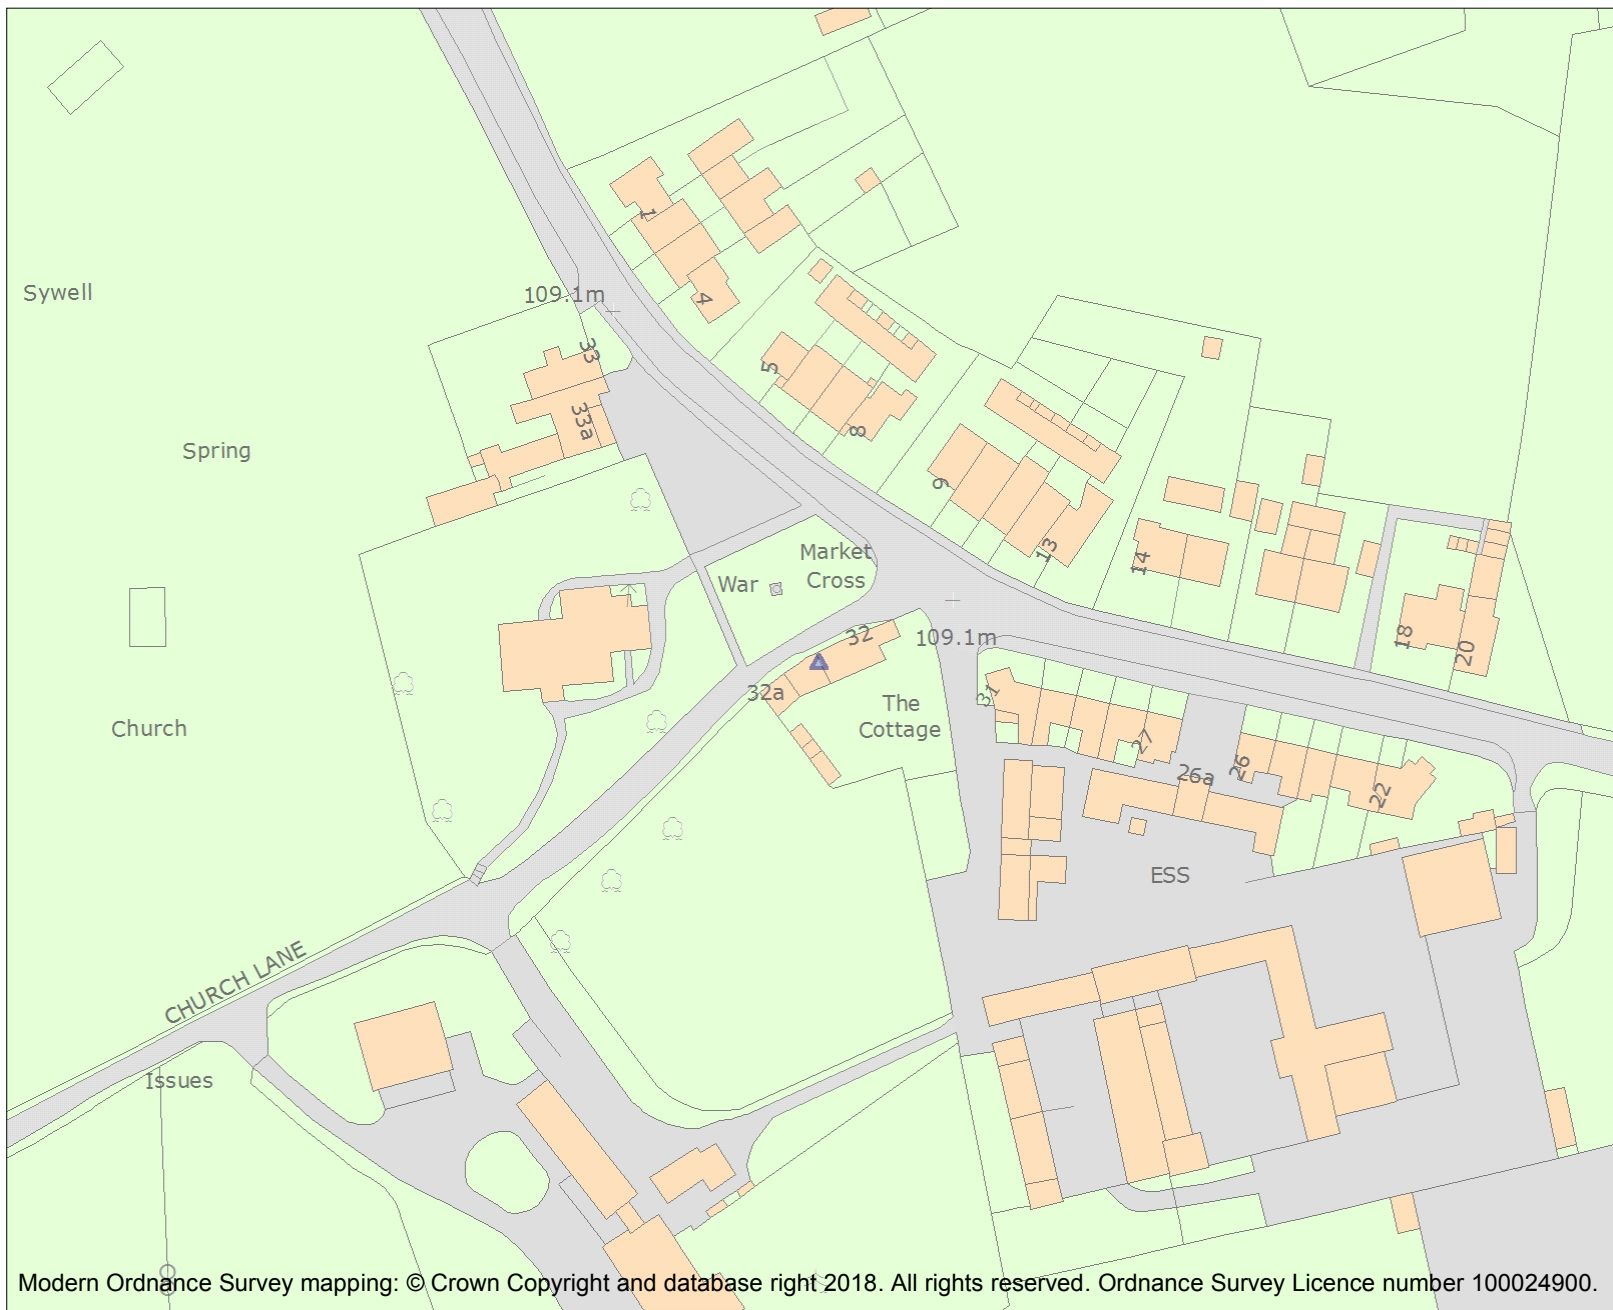 1
4
Sywell
109.1m
33
5
33a
8
Spring
9
13
14
Market
Cross
War
18
20
32
109.1m
32a
31
The
Cottage
Church
27
26a
26
22
ESS
CHURCH LANE
Issues
Modern Ordnance Survey mapping: © Crown Copyright and database right 2018. All rights reserved. Ordnance Survey Licence number 100024900.